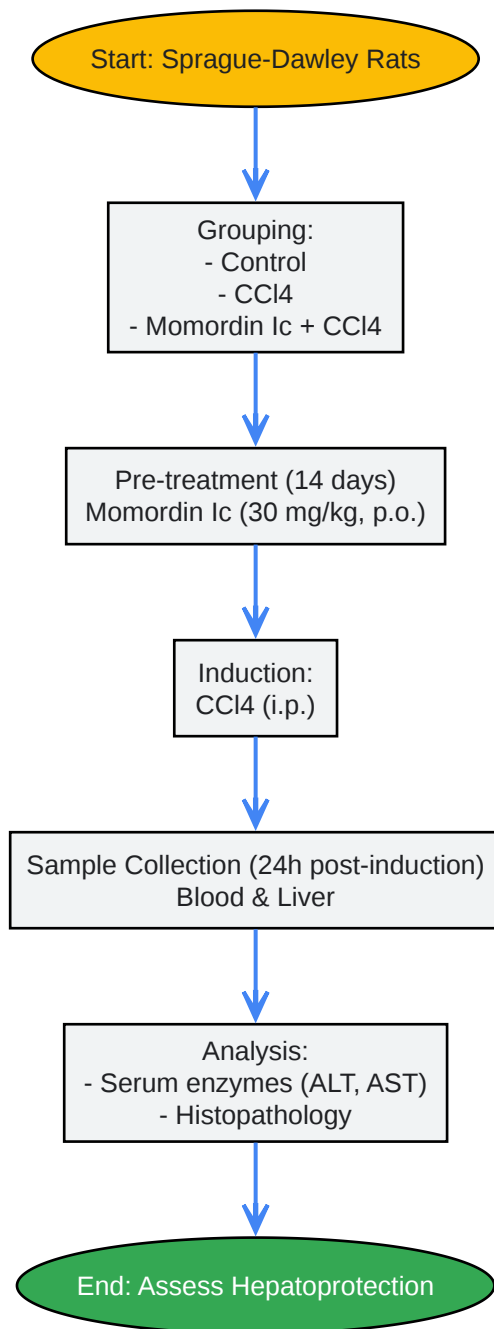 Start: Sprague-Dawley Rats
Grouping:
- Control
- CCl4
- Momordin Ic + CCl4
Pre-treatment (14 days)
Momordin Ic (30 mg/kg, p.o.)
Induction:
CCl4 (i.p.)
Sample Collection (24h post-induction)
Blood & Liver
Analysis:
- Serum enzymes (ALT, AST)
- Histopathology
End: Assess Hepatoprotection